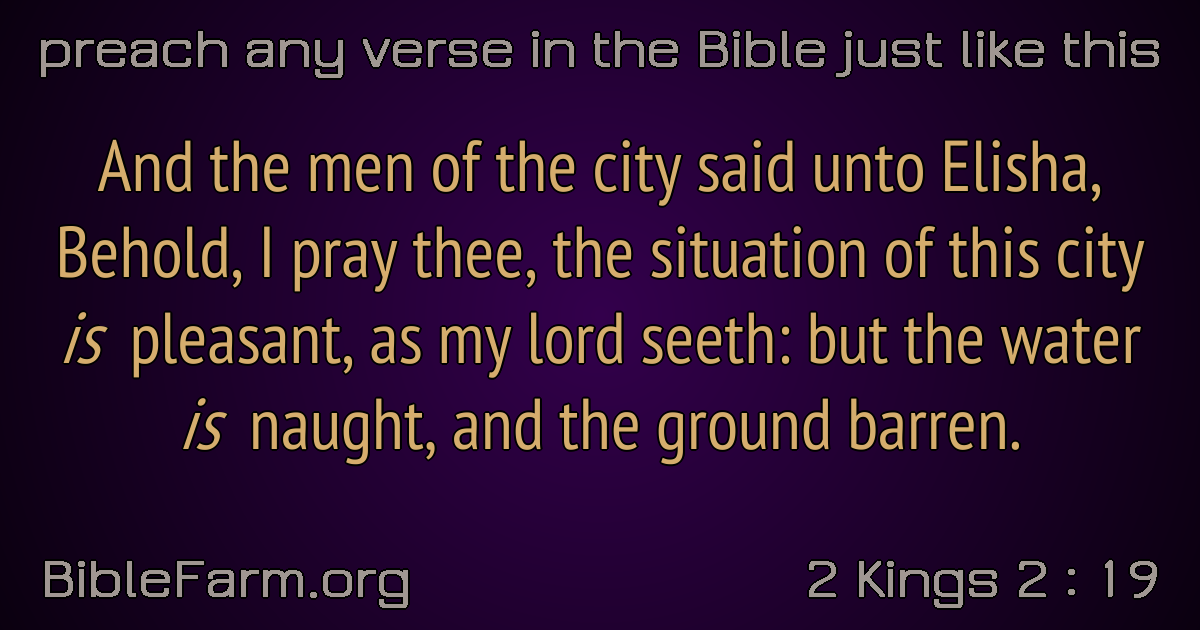 preach any verse in the Bible just like this
And the men of the city said unto Elisha,
Behold, I pray thee, the situation of this city
is pleasant, as my lord seeth: but the water
is naught, and the ground barren.
BibleFarm.org
2 Kings 2 : 19